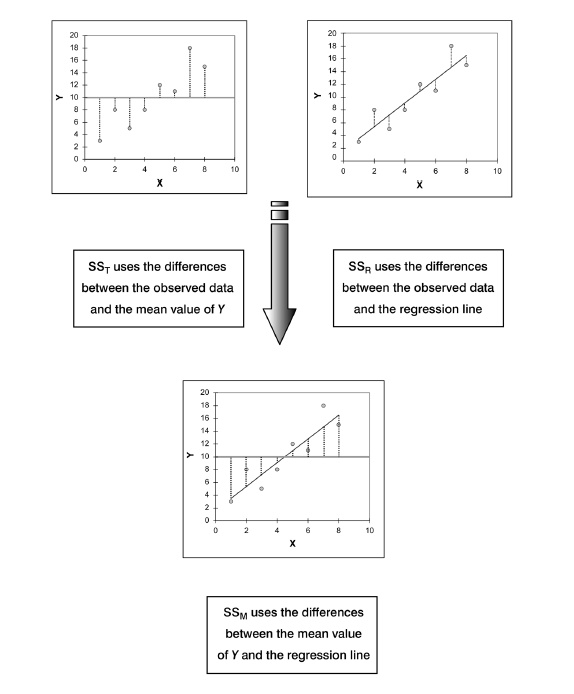 20
18
16
14
12
10
8
6
4
2
0
Y
0 2 4 6 8 10
X
20
18
16
14
12
10
8
6
4
2
0
Y
0 2 4 6 8 10
X
SST uses the differences
between the observed data
and the mean value of Y
SSR uses the differences
between the observed data
and the regression line
20
18
16
14
12
10
8
6
4
2
0
Y
0 2 4 6 8 10
X
SSM uses the differences
between the mean value
of Y and the regression line